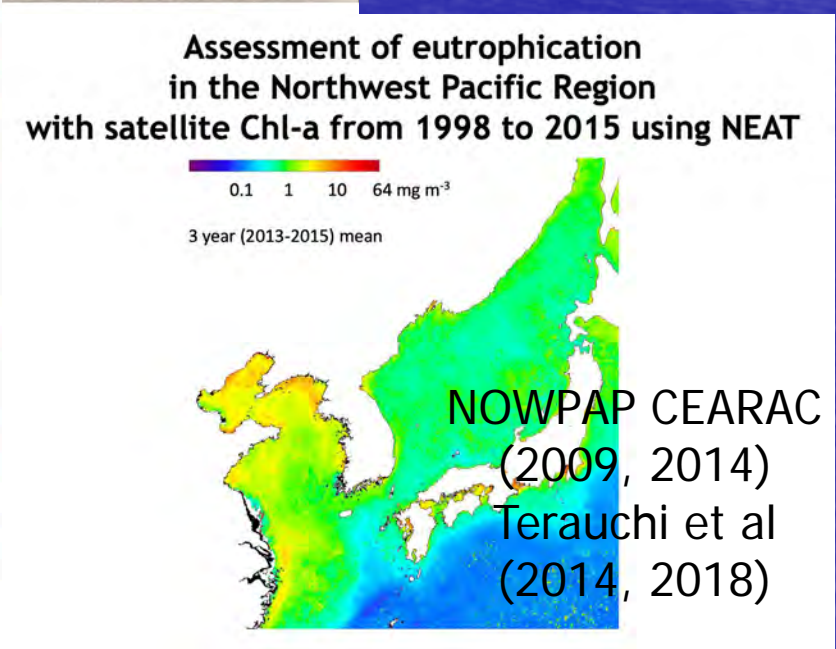 Assessment of eutrophication
in the Northwest Pacific Region
with satellite Chl-a from 1998 to 2015 using NEAT
0.1 1 10 64 mg m⁻³
3 year (2013-2015) mean
NOWPAP CEARAC
(2009, 2014)
Terauchi et al
(2014, 2018)